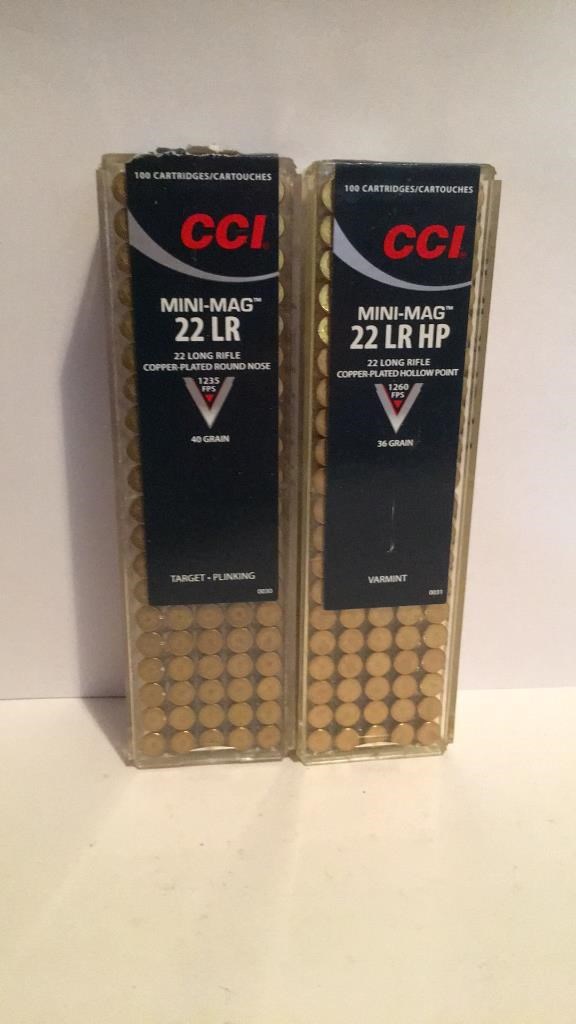 100 CARTRIDGES/CARTOUCHES
CCI
MINI-MAG™
22 LR
22 LONG RIFLE
COPPER-PLATED ROUND NOSE
1235
FPS
40 GRAIN
TARGET • PLINKING
0030
100 CARTRIDGES/CARTOUCHES
CCI
MINI-MAG™
22 LR HP
22 LONG RIFLE
COPPER-PLATED HOLLOW POINT
1260
FPS
36 GRAIN
VARMINT
0031